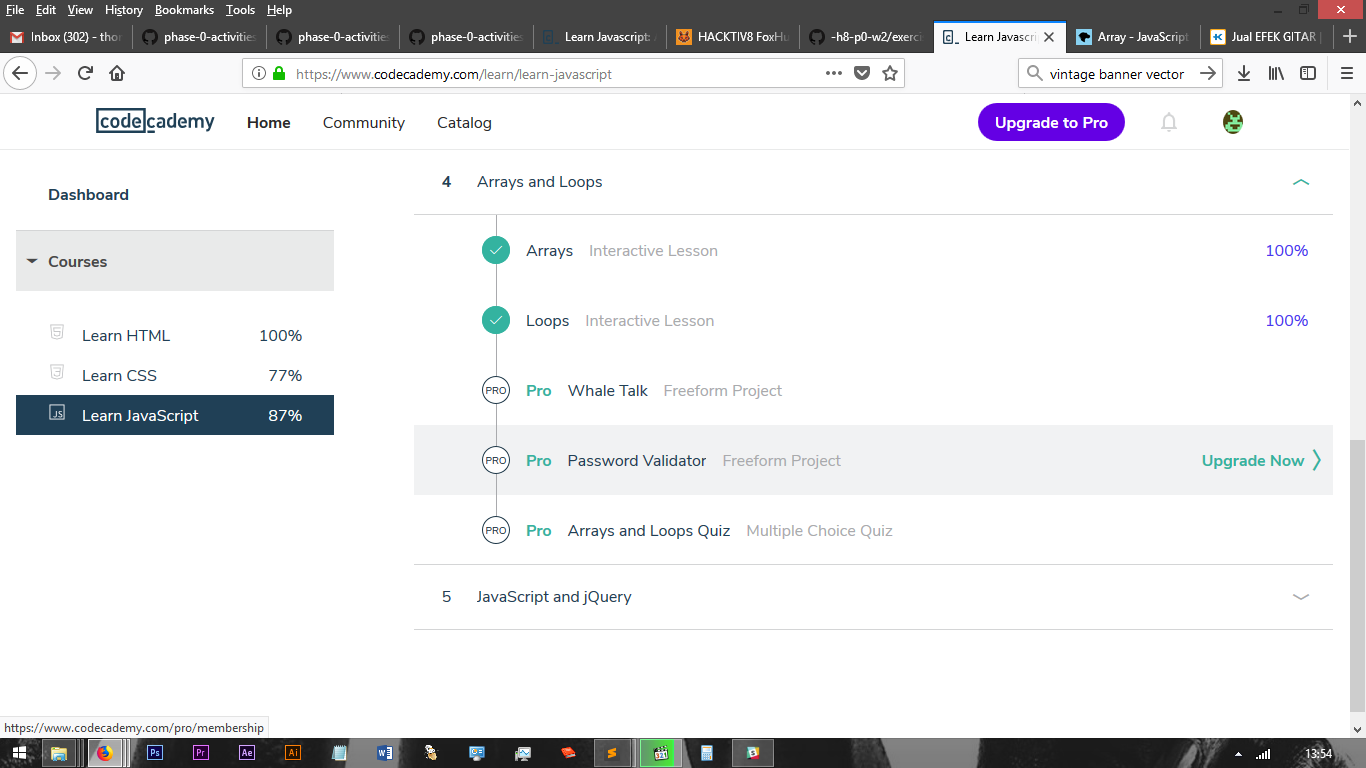 File Edit View History Bookmarks Tools Help
Inbox (302) - thor
phase-0-activities
phase-0-activities
phase-0-activities
Learn Javascript:
HACKTIV8 FoxHu
-h8-p0-w2/exerci
Learn Javascri
Array - JavaScript
Jual EFEK GITAR |
https://www.codecademy.com/learn/learn-javascript
vintage banner vector
codecademy Home Community Catalog Upgrade to Pro
Dashboard
Courses
Learn HTML 100%
Learn CSS 77%
JS Learn JavaScript 87%
4 Arrays and Loops
Arrays Interactive Lesson 100%
Loops Interactive Lesson 100%
PRO Pro Whale Talk Freeform Project
PRO Pro Password Validator Freeform Project Upgrade Now
PRO Pro Arrays and Loops Quiz Multiple Choice Quiz
5 JavaScript and jQuery
https://www.codecademy.com/pro/membership
Ps Pr Ae Ai 13:54